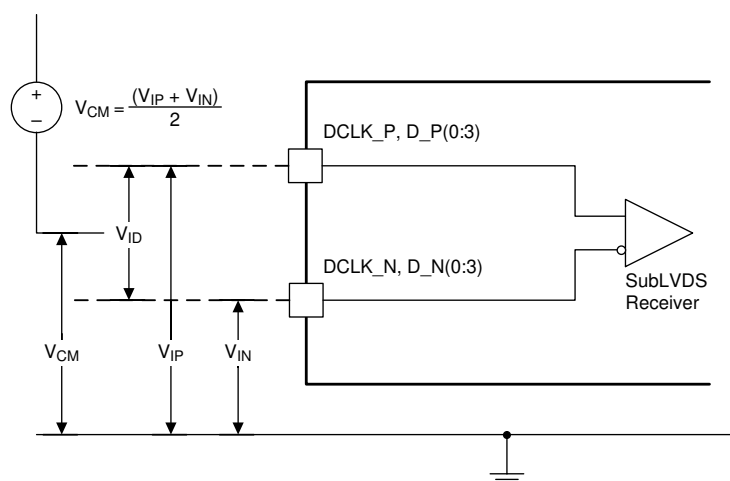 +
–
V_CM = (V_IP + V_IN)
2
DCLK_P, D_P(0:3)
V_ID
DCLK_N, D_N(0:3)
SubLVDS
Receiver
V_CM
V_IP
V_IN